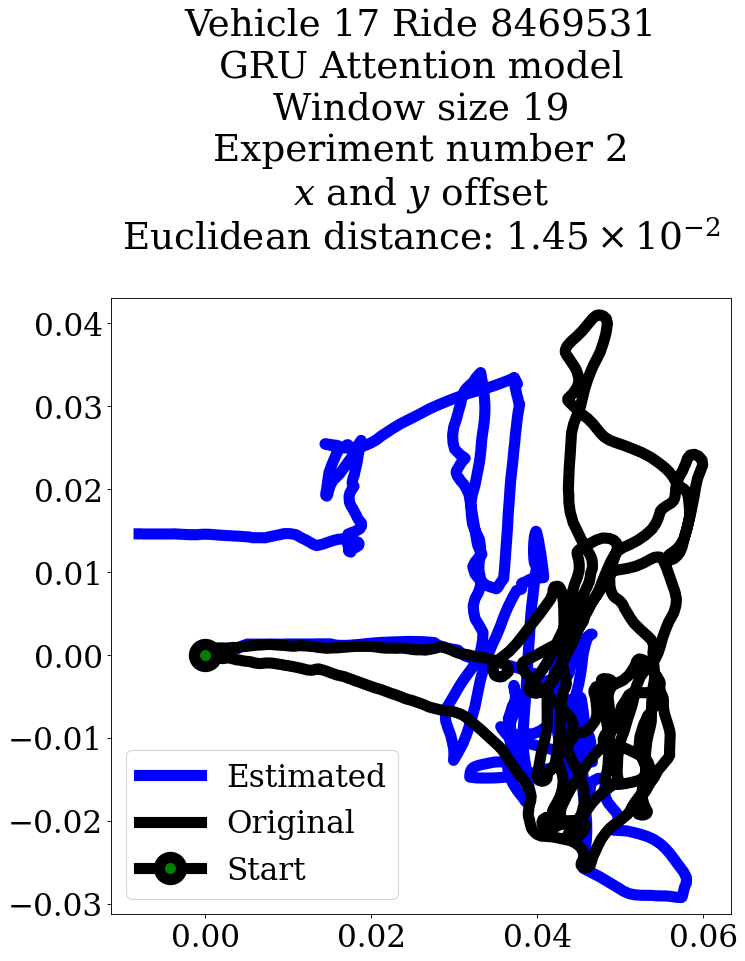 Vehicle 17 Ride 8469531
GRU Attention model
Window size 19
Experiment number 2
x and y offset
Euclidean distance: 1.45 × 10⁻²
0.04
0.03
0.02
0.01
0.00
−0.01
−0.02
−0.03
Estimated
Original
Start
0.00 0.02 0.04 0.06